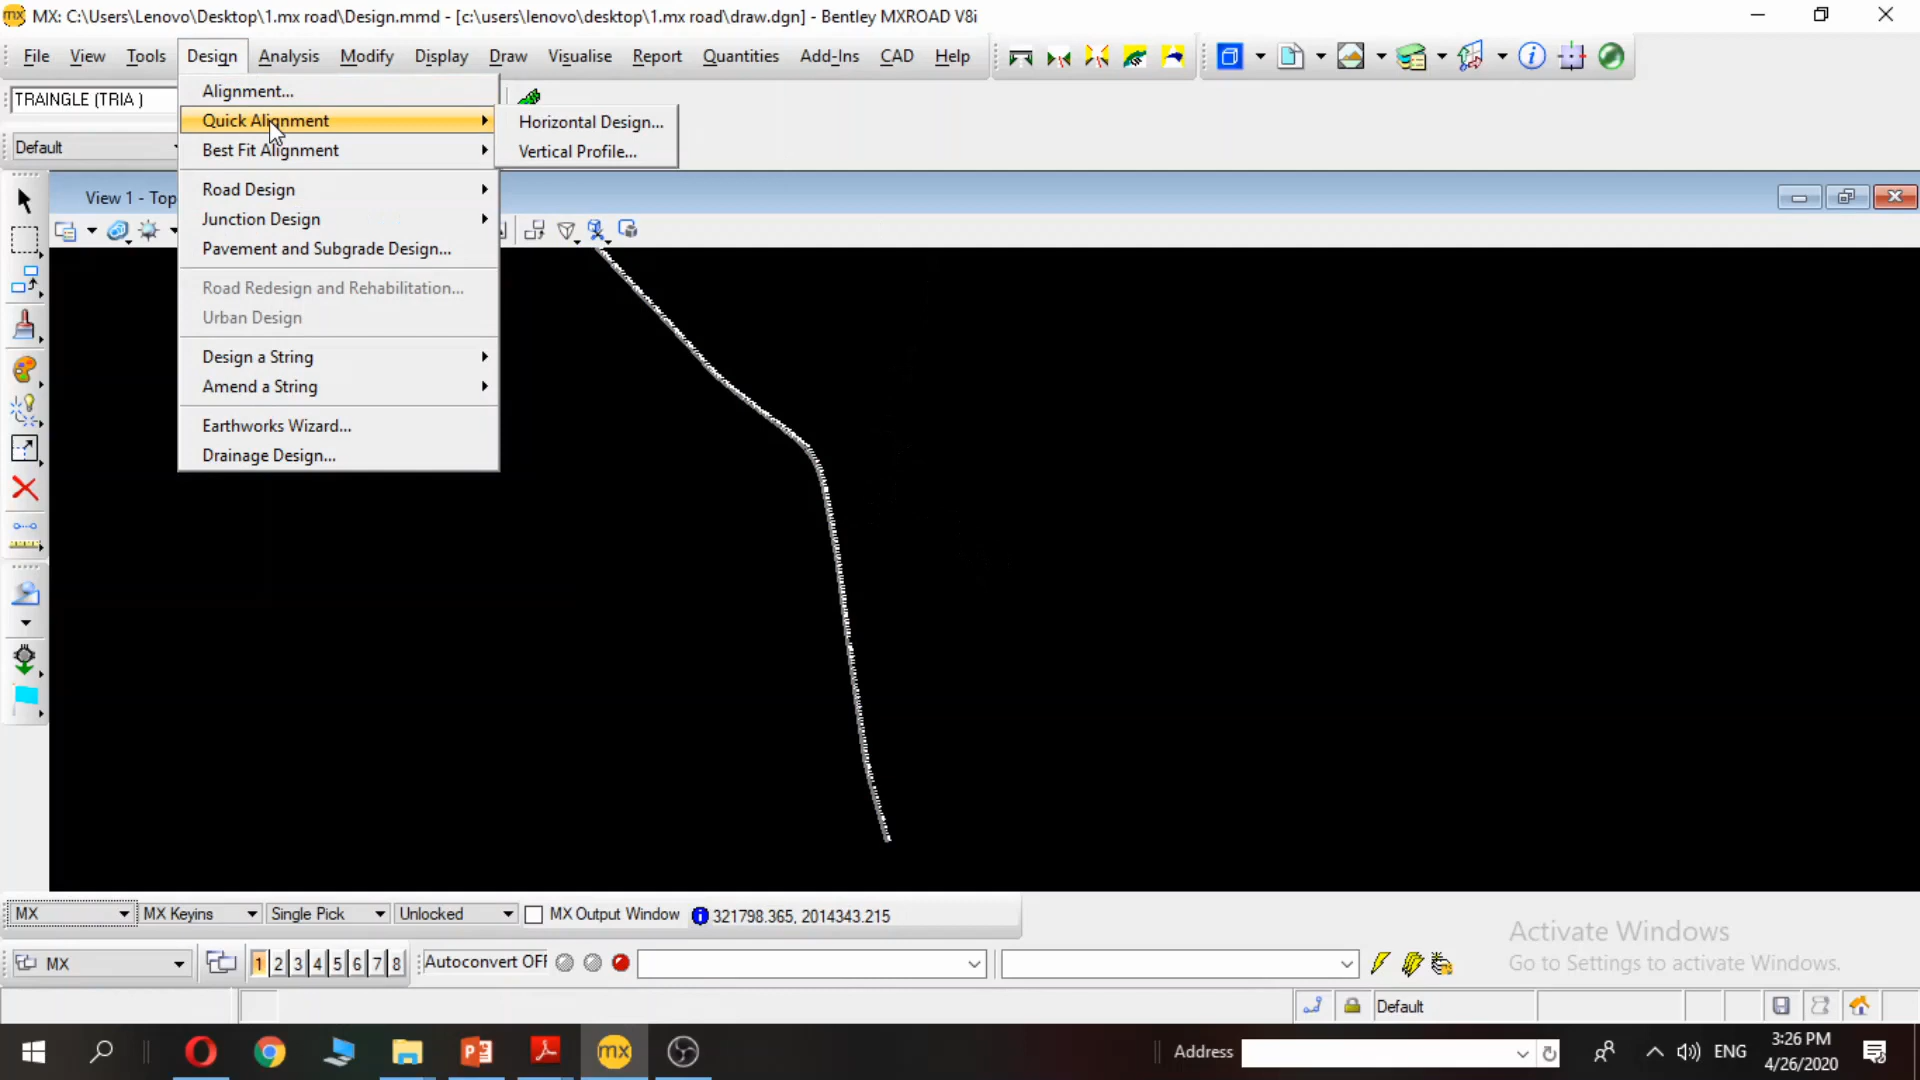 MX: C:\Users\Lenovo\Desktop\1.mx road\Design.mmd - [c:\users\lenovo\desktop\1.mx road\draw.dgn] - Bentley MXROAD V8i
File View Tools Design Analysis Modify Display Draw Visualise Report Quantities Add-Ins CAD Help
TRAINGLE (TRIA )
Alignment...
Quick Alignment
Horizontal Design...
Default
Best Fit Alignment
Vertical Profile...
Road Design
View 1 - Top
Junction Design
Pavement and Subgrade Design...
Road Redesign and Rehabilitation...
Urban Design
Design a String
Amend a String
Earthworks Wizard...
Drainage Design...
MX MX Keyins Single Pick Unlocked MX Output Window 321798.365, 2014343.215
Activate Windows
Go to Settings to activate Windows.
MX 1 2 3 4 5 6 7 8 Autoconvert OFF
Default
Address ENG 3:26 PM
4/26/2020